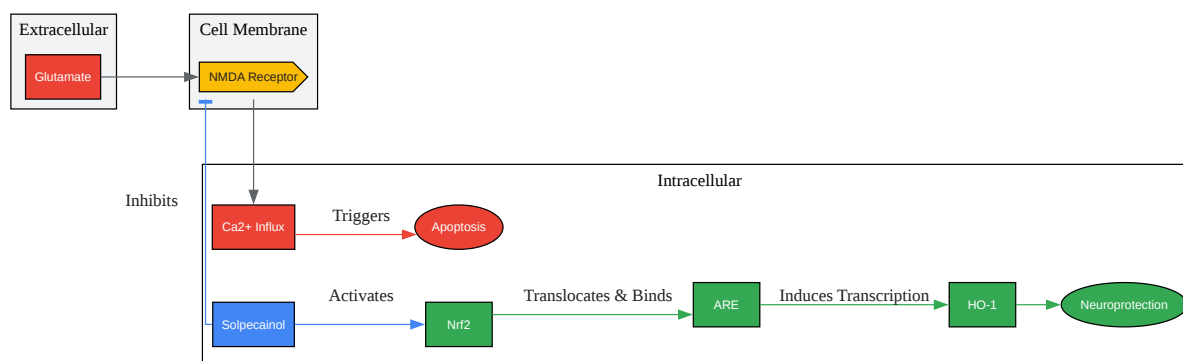 Extracellular
Cell Membrane
Glutamate
NMDA Receptor
Inhibits
Intracellular
Ca2+ Influx
Triggers
Apoptosis
Solpecainol
Activates
Nrf2
Translocates & Binds
ARE
Induces Transcription
HO-1
Neuroprotection